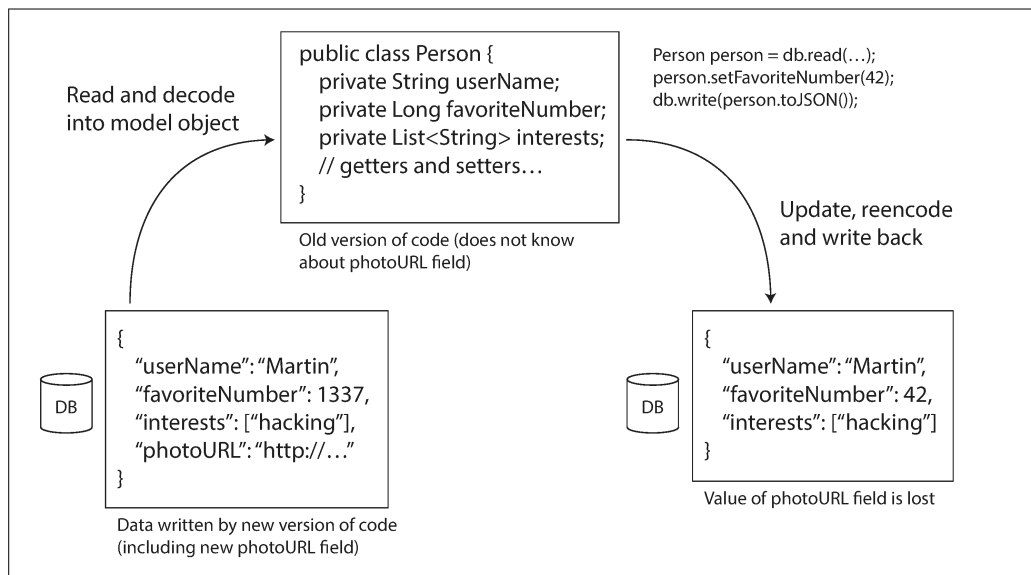 public class Person {
private String userName;
private Long favoriteNumber;
private List<String> interests;
// getters and setters…
}
Person person = db.read(…);
person.setFavoriteNumber(42);
db.write(person.toJSON());
Read and decode
into model object
Old version of code (does not know
about photoURL field)
Update, reencode
and write back
DB
{
“userName”: “Martin”,
“favoriteNumber”: 1337,
“interests”: [“hacking”],
“photoURL”: “http://…”
}
Data written by new version of code
(including new photoURL field)
DB
{
“userName”: “Martin”,
“favoriteNumber”: 42,
“interests”: [“hacking”]
}
Value of photoURL field is lost